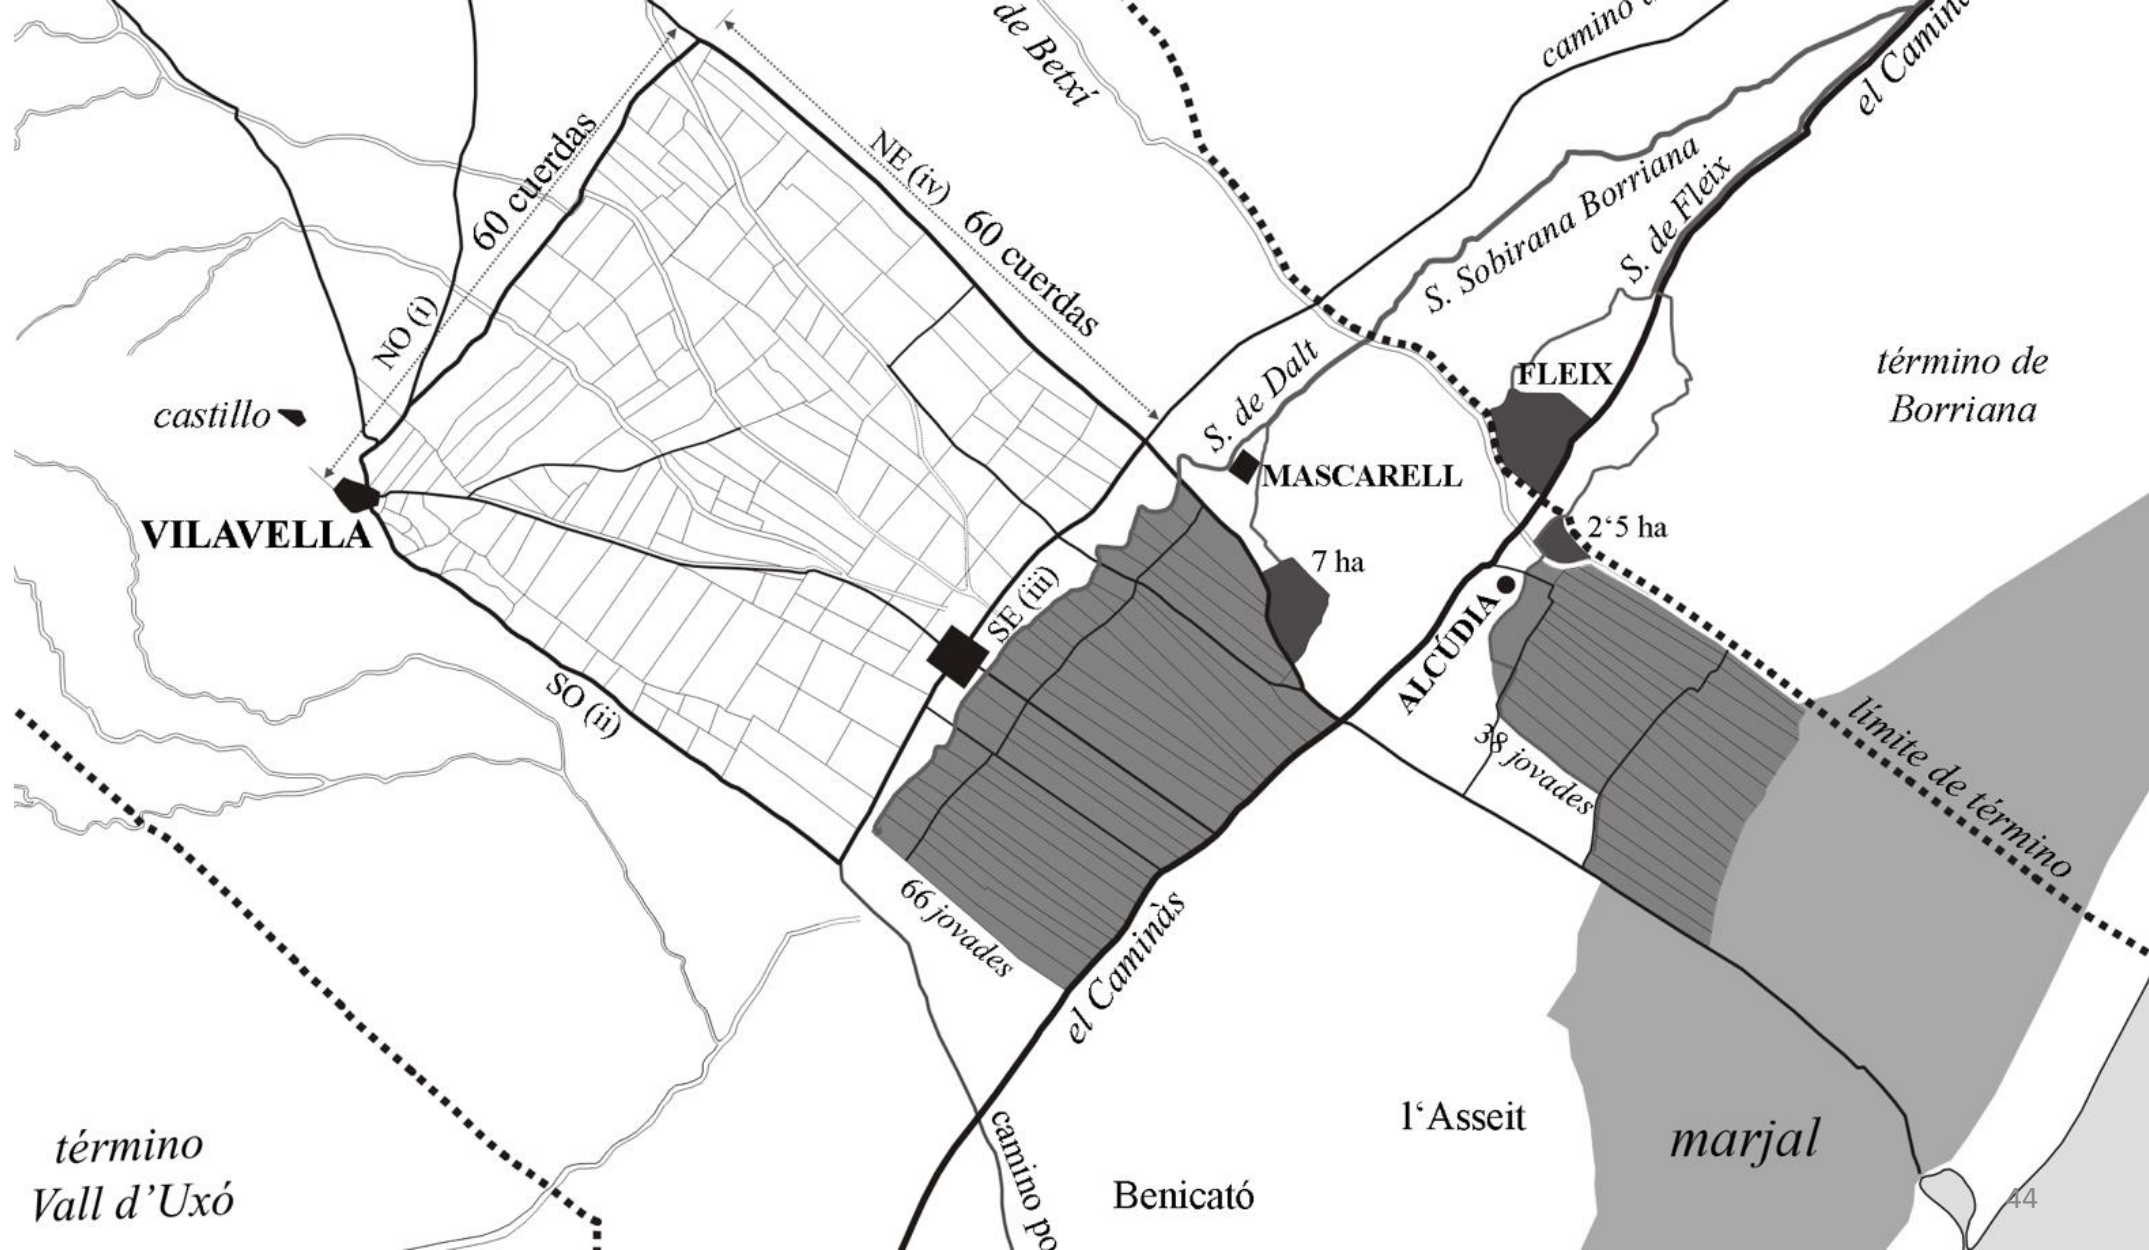 de Betxí
camino
el Camin
60 cuerdas
NE (iv)
60 cuerdas
S. Sobirana Borriana
S. de Fleix
NO (i)
S. de Dalt
FLEIX
término de
Borriana
castillo
MASCARELL
VILAVELLA
2‘5 ha
7 ha
SE (iii)
ALCÚDIA
SO (ii)
38 jovades
límite de término
66 jovades
el Caminàs
l‘Asseit
marjal
camino po
Benicató
término
Vall d’Uxó
44